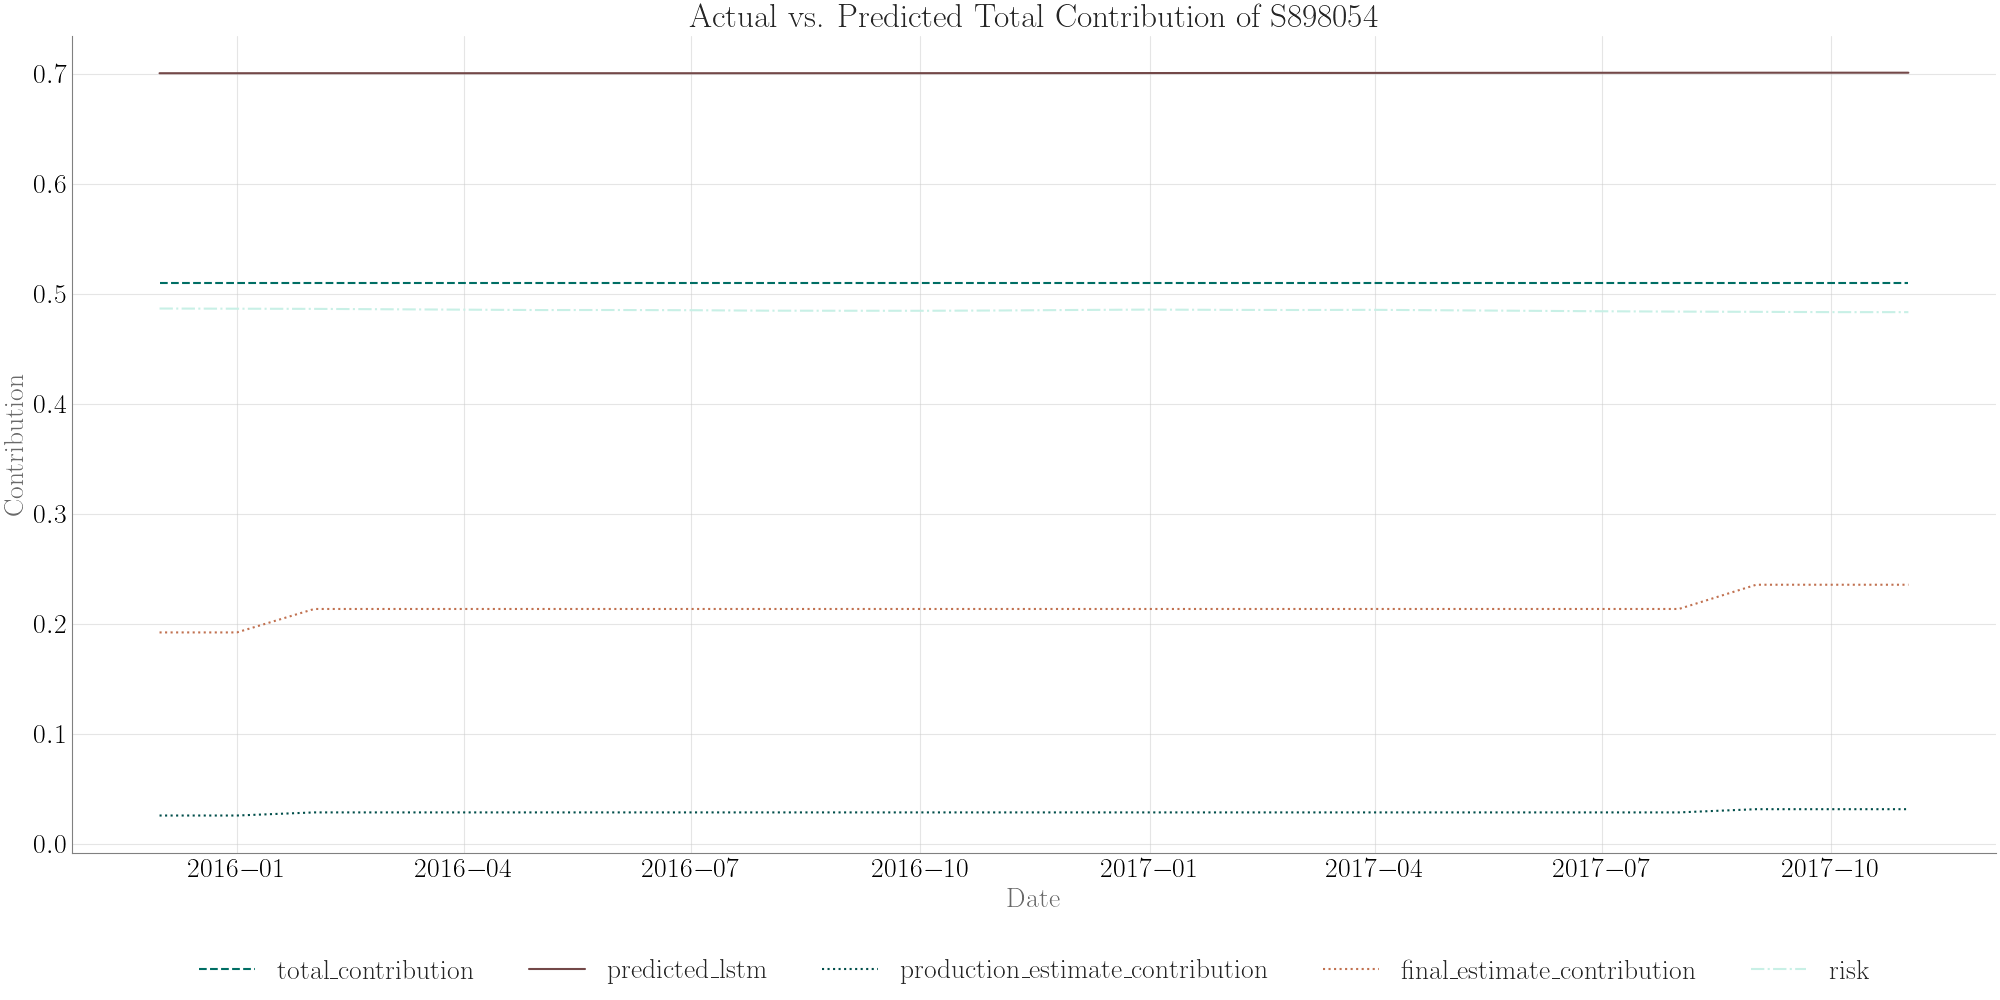 Actual vs. Predicted Total Contribution of S898054
0.7
0.6
0.5
0.4
0.3
0.2
0.1
0.0
Contribution
2016−01 2016−04 2016−07 2016−10 2017−01 2017−04 2017−07 2017−10
Date
total_contribution predicted_lstm production_estimate_contribution final_estimate_contribution risk